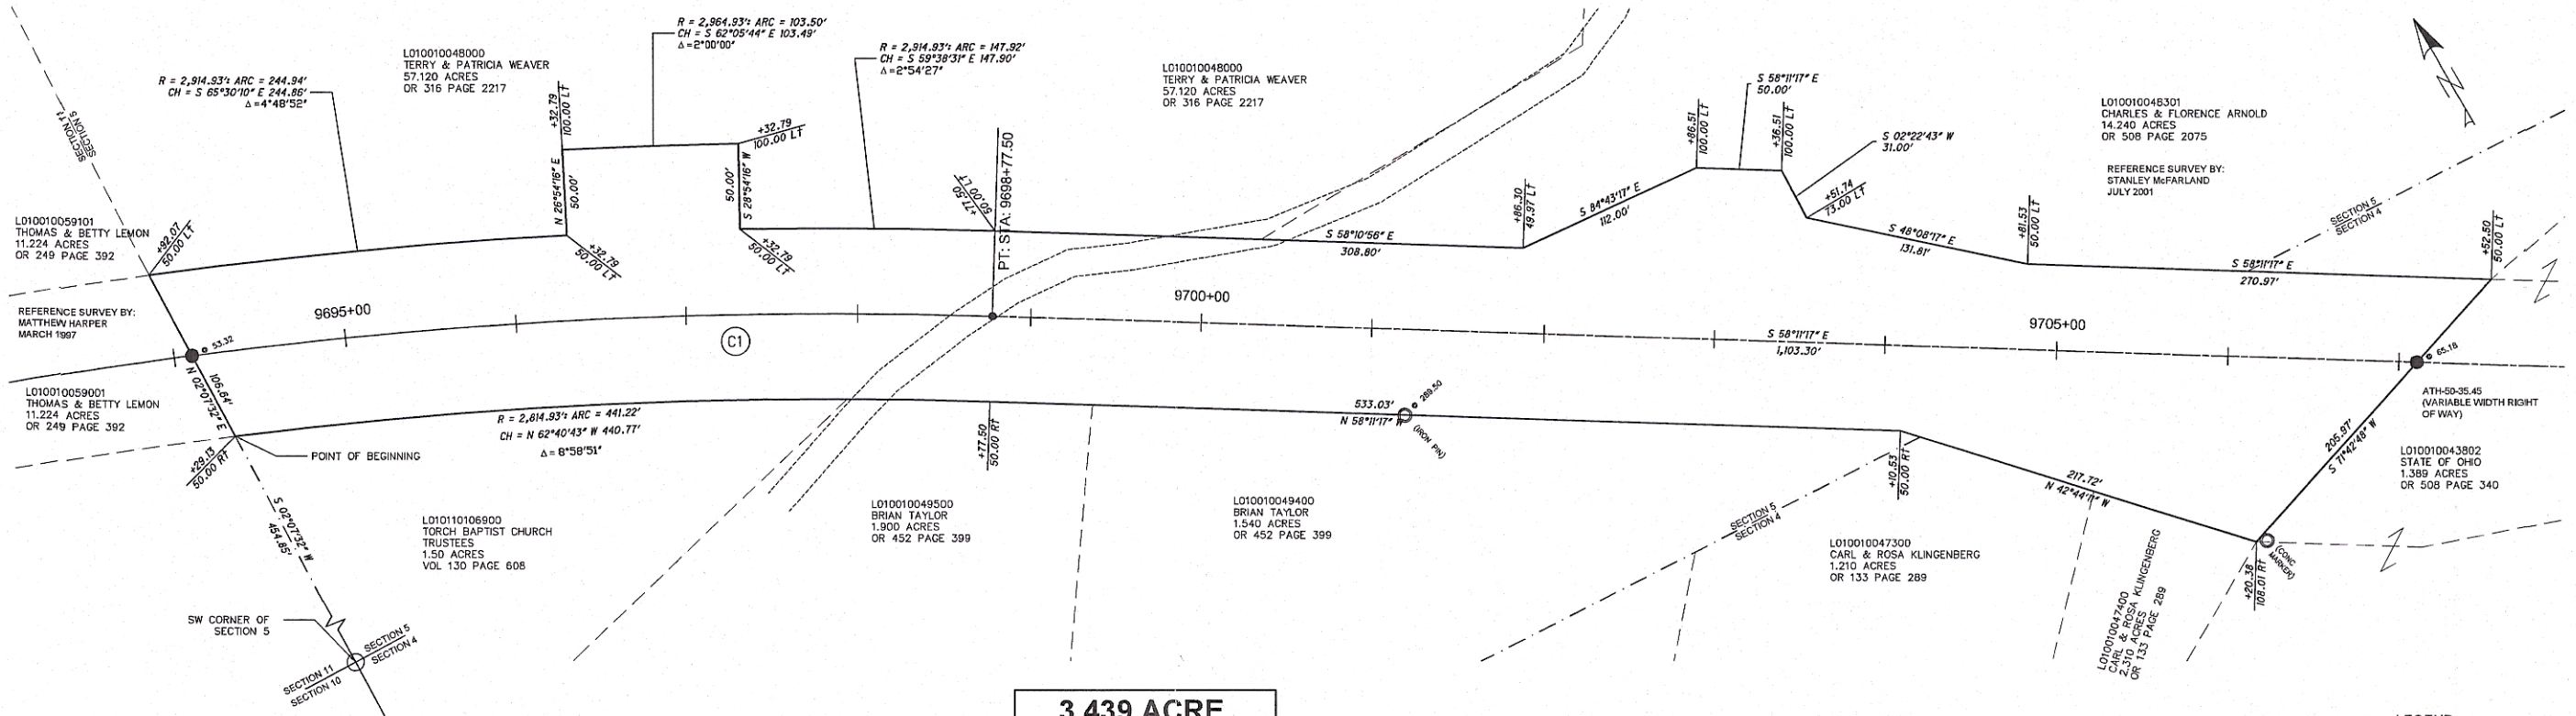 R = 2,964.93': ARC = 103.50'
CH = S 62°05'44" E 103.49'
Δ=2°00'00"
R = 2,914.93': ARC = 147.92'
CH = S 59°38'31" E 147.90'
Δ=2°54'27"
L010010048000
TERRY & PATRICIA WEAVER
57.120 ACRES
OR 316 PAGE 2217
R = 2,914.93': ARC = 244.94'
CH = S 65°30'10" E 244.86'
Δ=4°48'52"
L010010048000
TERRY & PATRICIA WEAVER
57.120 ACRES
OR 316 PAGE 2217
S 58°11'17" E
50.00'
L010010048301
CHARLES & FLORENCE ARNOLD
14.240 ACRES
OR 508 PAGE 2075
REFERENCE SURVEY BY:
STANLEY McFARLAND
JULY 2001
SECTION 11
SECTION 5
+32.79
100.00 LT
+32.79
100.00 LT
PT: STA: 9698+77.50
+86.51
100.00 LT
+36.51
100.00 LT
S 02°22'43" W
31.00'
+51.74
73.00 LT
N 26°54'16" E
50.00'
50.00'
S 28°54'16" W
+77.50
50.00 LT
+86.30
49.97 LT
S 84°43'17" E
112.00'
+81.53
50.00 LT
SECTION 5
SECTION 4
+52.50
50.00 LT
L010010059101
THOMAS & BETTY LEMON
11.224 ACRES
OR 249 PAGE 392
+92.07
50.00 LT
+32.79
50.00 LT
+32.79
50.00 LT
S 58°10'56" E
308.80'
S 48°08'17" E
131.81'
S 58°11'17" E
270.97'
REFERENCE SURVEY BY:
MATTHEW HARPER
MARCH 1997
9695+00
9700+00
9705+00
53.32
C1
S 58°11'17" E
1,103.30'
65.18
L010010059001
THOMAS & BETTY LEMON
11.224 ACRES
OR 249 PAGE 392
106.64'
N 02°07'32" E
R = 2,814.93': ARC = 441.22'
CH = N 62°40'43" W 440.77'
Δ= 8°58'51"
533.03'
N 58°11'17" W
289.50
(IRON PIN)
ATH-50-35.45
(VARIABLE WIDTH RIGHT
OF WAY)
+29.13
50.00 RT
POINT OF BEGINNING
+77.50
50.00 RT
+10.53
50.00 RT
217.72'
N 42°44'11" W
205.97'
S 71°42'48" W
L010010043802
STATE OF OHIO
1.389 ACRES
OR 508 PAGE 340
S 02°07'32" W
454.85'
L010110106900
TORCH BAPTIST CHURCH
TRUSTEES
1.50 ACRES
VOL 130 PAGE 608
L010010049500
BRIAN TAYLOR
1.900 ACRES
OR 452 PAGE 399
L010010049400
BRIAN TAYLOR
1.540 ACRES
OR 452 PAGE 399
SECTION 5
SECTION 4
L010010047300
CARL & ROSA KLINGENBERG
1.210 ACRES
OR 133 PAGE 289
L010010047400
CARL & ROSA KLINGENBERG
2.310 ACRES
OR 133 PAGE 289
(CONC
MARKER)
+20.38
108.01 RT
SW CORNER OF
SECTION 5
SECTION 5
SECTION 4
SECTION 11
SECTION 10
3.439 ACRE